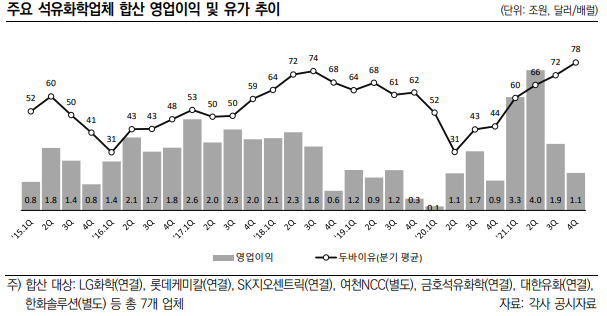 주요 석유화학업체 합산 영업이익 및 유가 추이
(단위: 조원, 달러/배럴)
52 60 50 41 31 43 43 48 53 50 50 59 64 72 74 68 64 68 61 62 52 31 43 44 60 66 72 78
0.8 1.8 1.4 0.8 1.4 2.1 1.7 1.8 2.6 2.0 2.3 2.0 2.1 2.3 1.8 0.6 1.2 0.9 1.2 0.3 0.1 1.1 1.7 0.9 3.3 4.0 1.9 1.1
'15.1Q 2Q 3Q 4Q '16.1Q 2Q 3Q 4Q '17.1Q 2Q 3Q 4Q '18.1Q 2Q 3Q 4Q '19.1Q 2Q 3Q 4Q '20.1Q 2Q 3Q 4Q '21.1Q 2Q 3Q 4Q
영업이익 두바이유(분기 평균)
주) 합산 대상: LG화학(연결), 롯데케미칼(연결), SK지오센트릭(연결), 여천NCC(별도), 금호석유화학(연결), 대한유화(연결),
한화솔루션(별도) 등 총 7개 업체
자료: 각사 공시자료